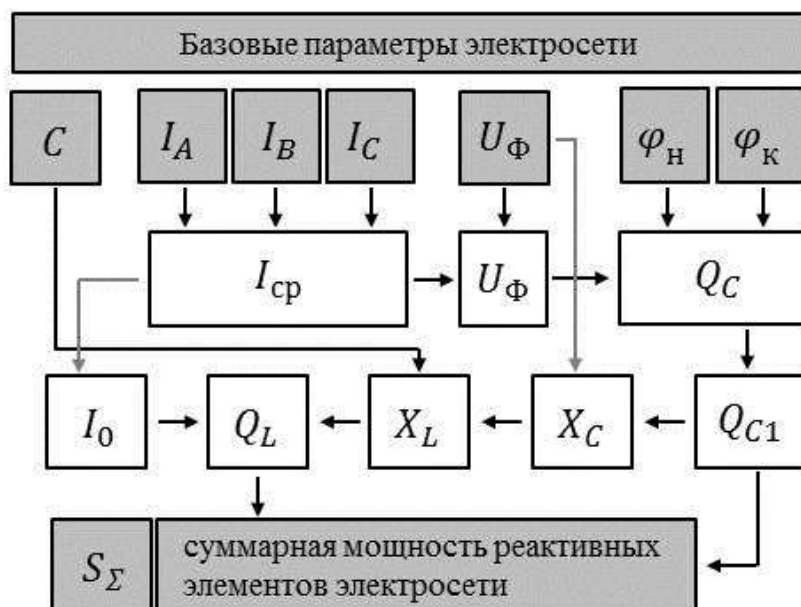 Базовые параметры электросети
C I_A I_B I_C U_Ф φ_н φ_к
I_ср U_Ф Q_C
I_0 Q_L X_L X_C Q_C1
S_Σ суммарная мощность реактивных
элементов электросети